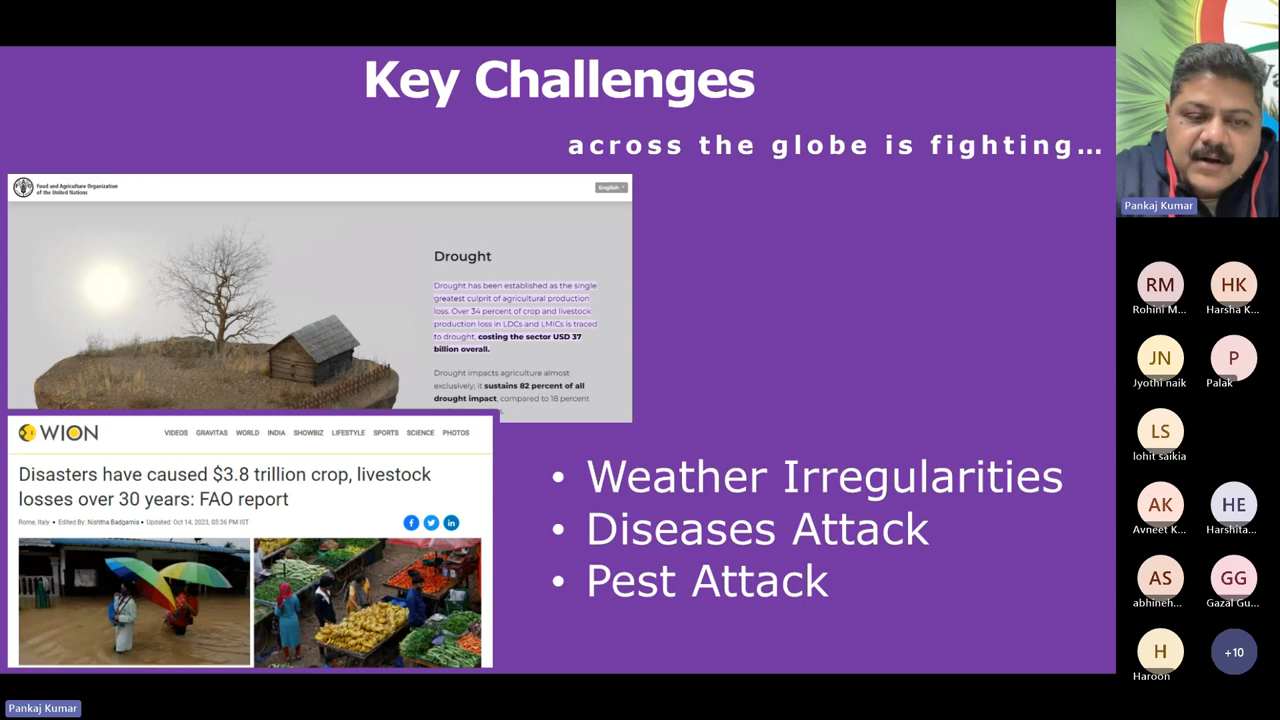 Key Challenges
across the globe is fighting...
Food and Agriculture Organization
of the United Nations
English
Drought
Drought has been established as the single
greatest culprit of agricultural production
loss. Over 34 percent of crop and livestock
production loss in LDCs and LMICs is traced
to drought, costing the sector USD 37
billion overall.
Drought impacts agriculture almost
exclusively; it sustains 82 percent of all
drought impact, compared to 18 percent
WION
VIDEOS GRAVITAS WORLD INDIA SHOWBIZ LIFESTYLE SPORTS SCIENCE PHOTOS
Disasters have caused $3.8 trillion crop, livestock
losses over 30 years: FAO report
Rome, Italy • Edited By: Nishtha Badgamia • Updated: Oct 14, 2023, 05:36 PM IST
• Weather Irregularities
• Diseases Attack
• Pest Attack
Pankaj Kumar
RM HK
Rohini M... Harsha K...
JN P
Jyothi naik Palak
LS
lohit saikia
AK HE
Avneet K... Harshita...
AS GG
abhineh... Gazal Gu...
H +10
Haroon
Pankaj Kumar